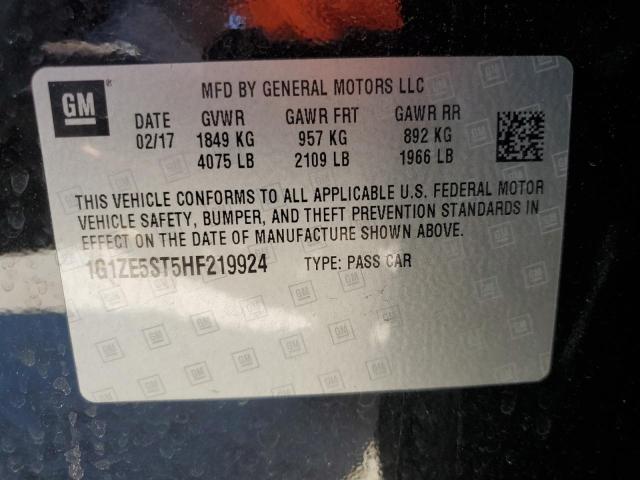 GM ®
MFD BY GENERAL MOTORS LLC
DATE GVWR GAWR FRT GAWR RR
02/17 1849 KG 957 KG 892 KG
4075 LB 2109 LB 1966 LB
THIS VEHICLE CONFORMS TO ALL APPLICABLE U.S. FEDERAL MOTOR
VEHICLE SAFETY, BUMPER, AND THEFT PREVENTION STANDARDS IN
EFFECT ON THE DATE OF MANUFACTURE SHOWN ABOVE.
1G1ZE5ST5HF219924 TYPE: PASS CAR